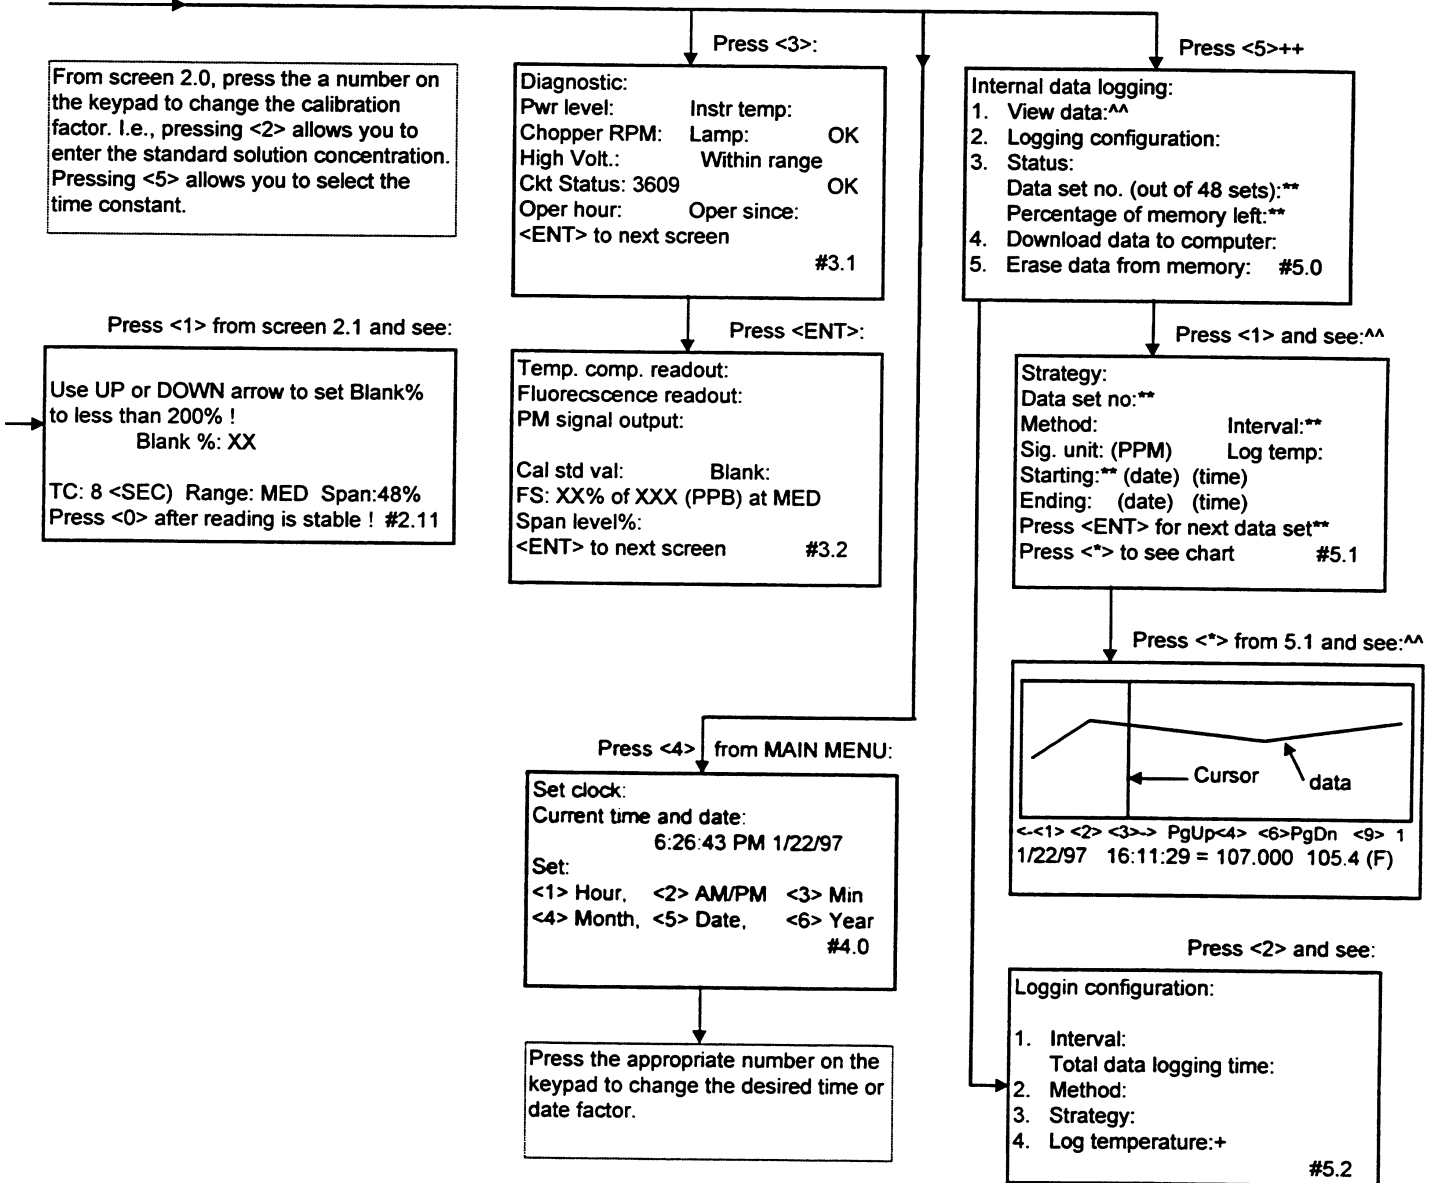 From screen 2.0, press the a number on
the keypad to change the calibration
factor. I.e., pressing <2> allows you to
enter the standard solution concentration.
Pressing <5> allows you to select the
time constant.
Press <1> from screen 2.1 and see:
Use UP or DOWN arrow to set Blank%
to less than 200% !
Blank %: XX
TC: 8 <SEC) Range: MED Span:48%
Press <0> after reading is stable ! #2.11
Press <3>:
Diagnostic:
Pwr level: Instr temp:
Chopper RPM: Lamp: OK
High Volt.: Within range
Ckt Status: 3609 OK
Oper hour: Oper since:
<ENT> to next screen
#3.1
Press <ENT>:
Temp. comp. readout:
Fluorecscence readout:
PM signal output:
Cal std val: Blank:
FS: XX% of XXX (PPB) at MED
Span level%:
<ENT> to next screen #3.2
Press <4> from MAIN MENU:
Set clock:
Current time and date:
6:26:43 PM 1/22/97
Set:
<1> Hour, <2> AM/PM <3> Min
<4> Month, <5> Date, <6> Year
#4.0
Press the appropriate number on the
keypad to change the desired time or
date factor.
Press <5>++
Internal data logging:
1. View data:^^
2. Logging configuration:
3. Status:
Data set no. (out of 48 sets):**
Percentage of memory left:**
4. Download data to computer:
5. Erase data from memory: #5.0
Press <1> and see:^^
Strategy:
Data set no:**
Method: Interval:**
Sig. unit: (PPM) Log temp:
Starting:** (date) (time)
Ending: (date) (time)
Press <ENT> for next data set**
Press <*> to see chart #5.1
Press <*> from 5.1 and see:^^
Cursor
data
<-<1> <2> <3>-> PgUp<4> <6>PgDn <9> 1
1/22/97 16:11:29 = 107.000 105.4 (F)
Press <2> and see:
Loggin configuration:
1. Interval:
Total data logging time:
2. Method:
3. Strategy:
4. Log temperature:+
#5.2